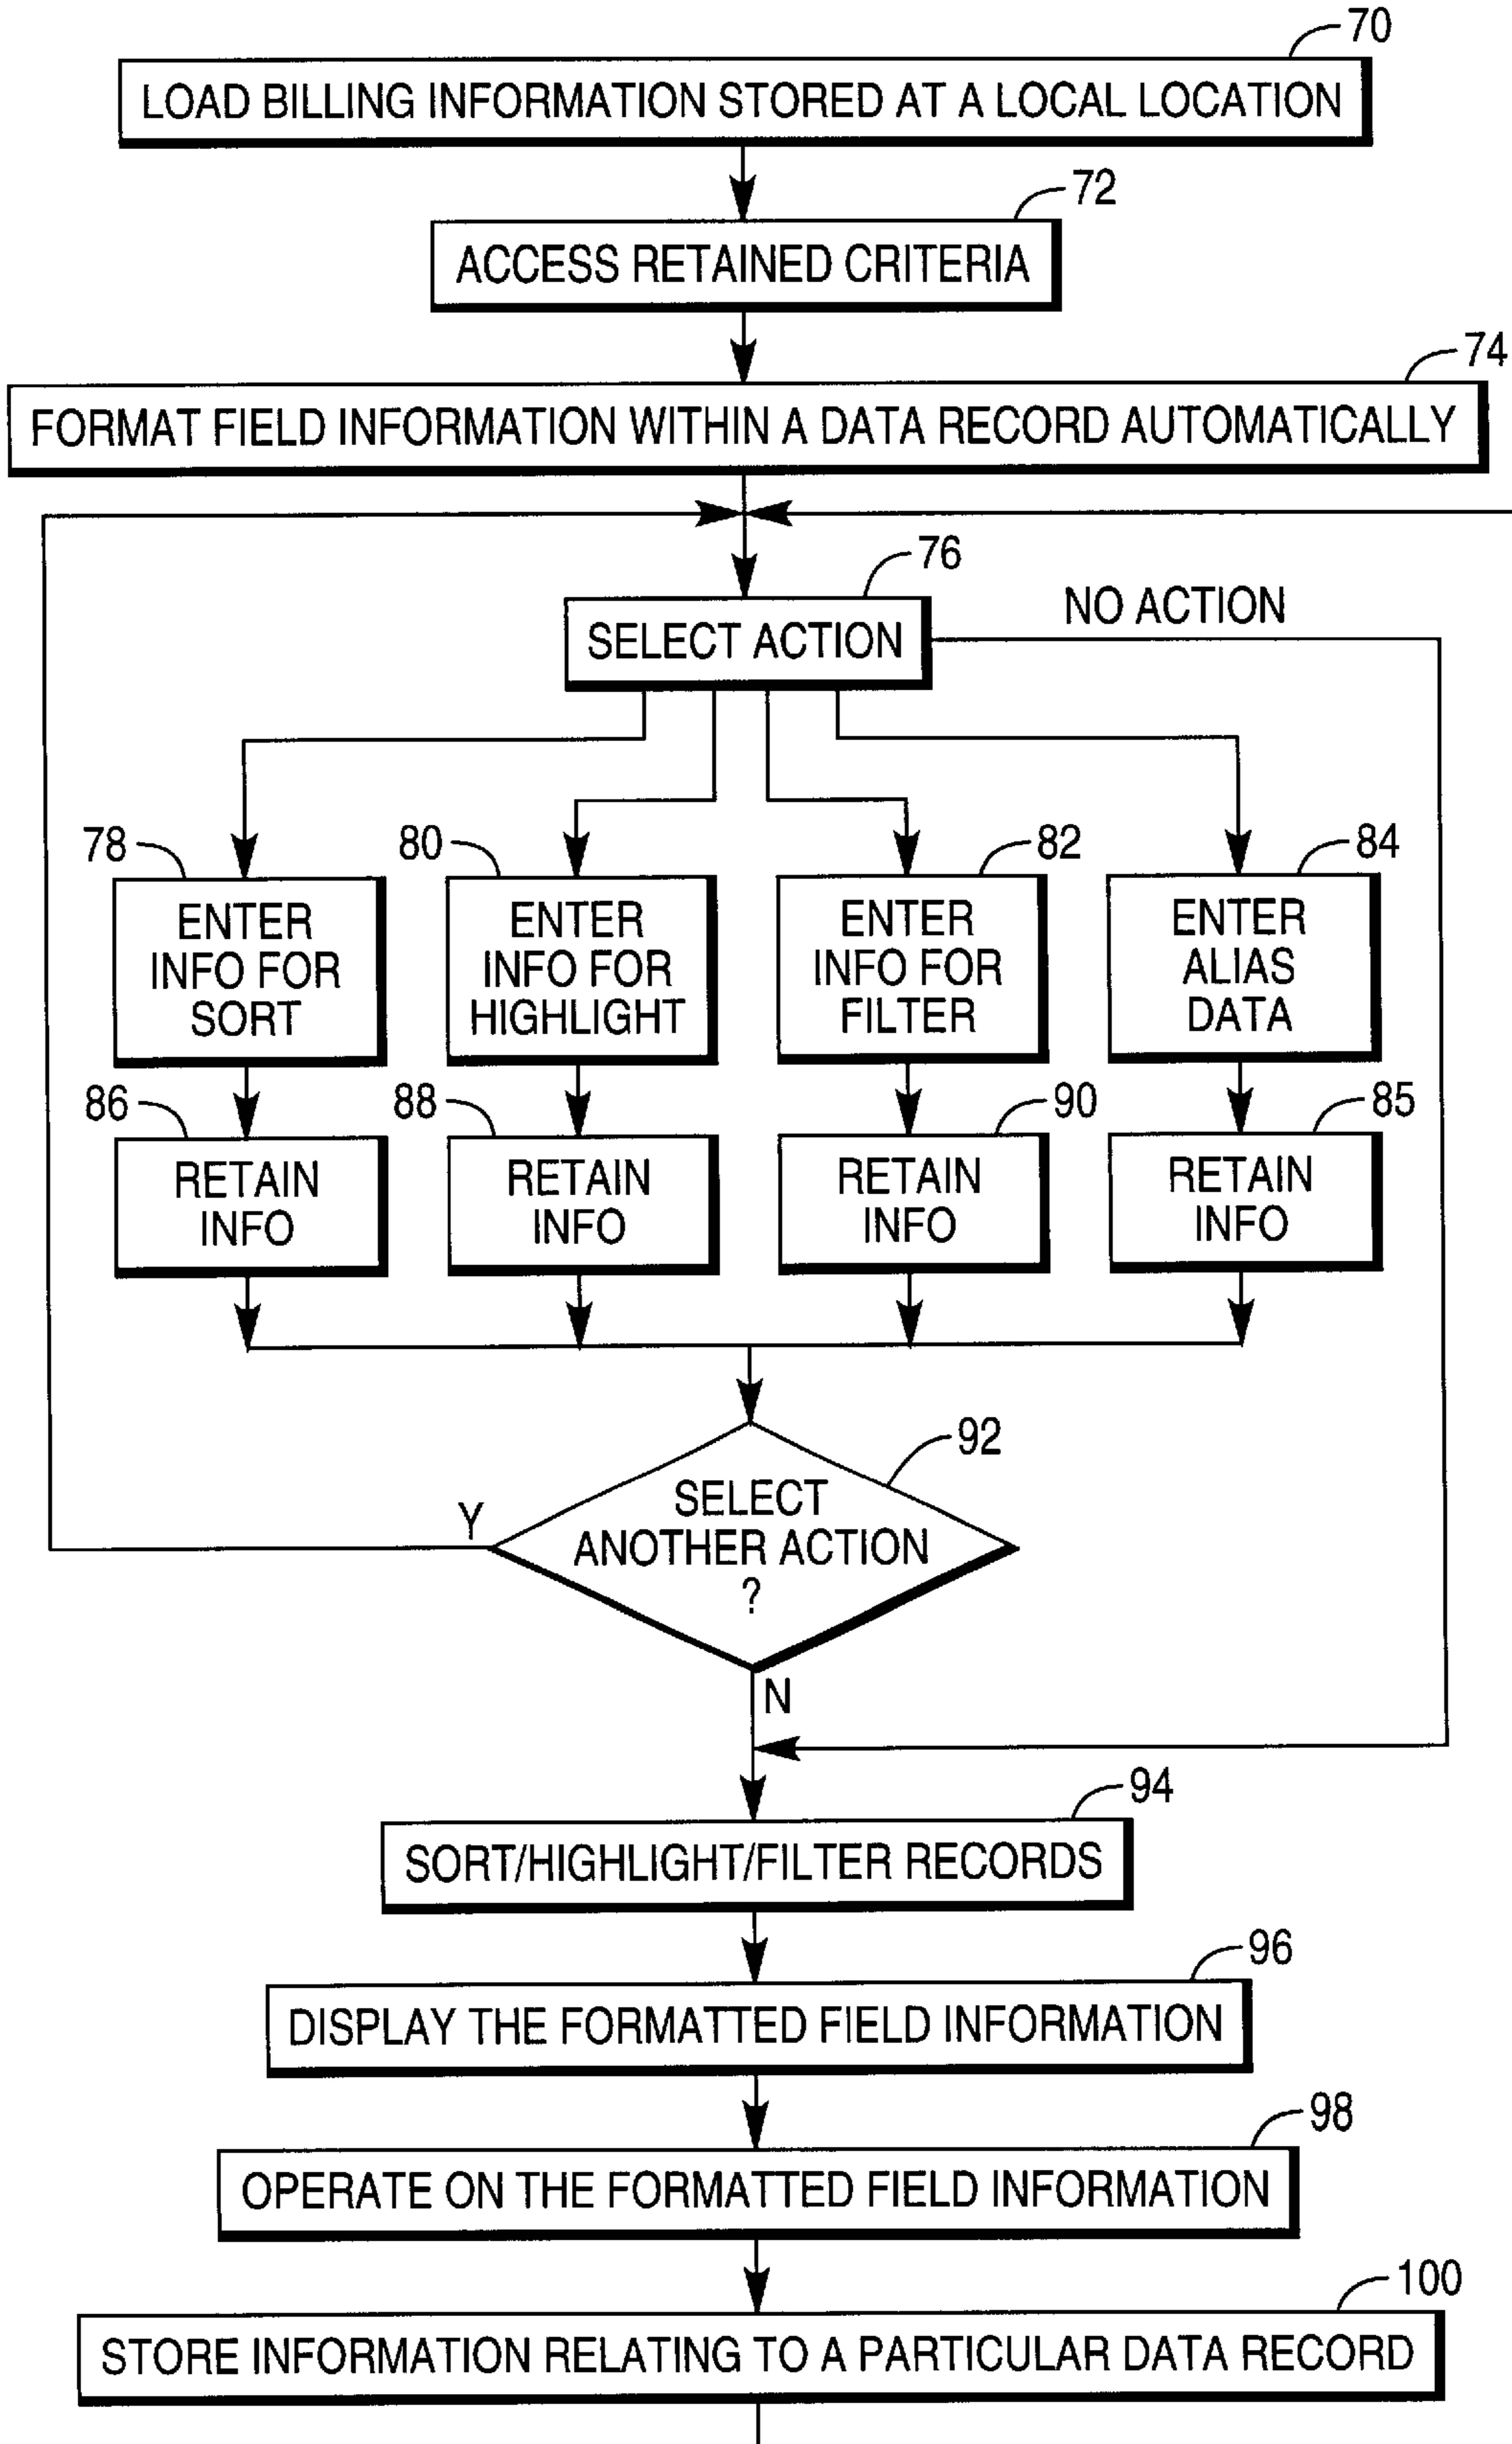 70
LOAD BILLING INFORMATION STORED AT A LOCAL LOCATION
72
ACCESS RETAINED CRITERIA
74
FORMAT FIELD INFORMATION WITHIN A DATA RECORD AUTOMATICALLY
76
SELECT ACTION
NO ACTION
78
ENTER
INFO FOR
SORT
80
ENTER
INFO FOR
HIGHLIGHT
82
ENTER
INFO FOR
FILTER
84
ENTER
ALIAS
DATA
86
RETAIN
INFO
88
RETAIN
INFO
90
RETAIN
INFO
85
RETAIN
INFO
92
SELECT
ANOTHER ACTION
?
Y
N
94
SORT/HIGHLIGHT/FILTER RECORDS
96
DISPLAY THE FORMATTED FIELD INFORMATION
98
OPERATE ON THE FORMATTED FIELD INFORMATION
100
STORE INFORMATION RELATING TO A PARTICULAR DATA RECORD